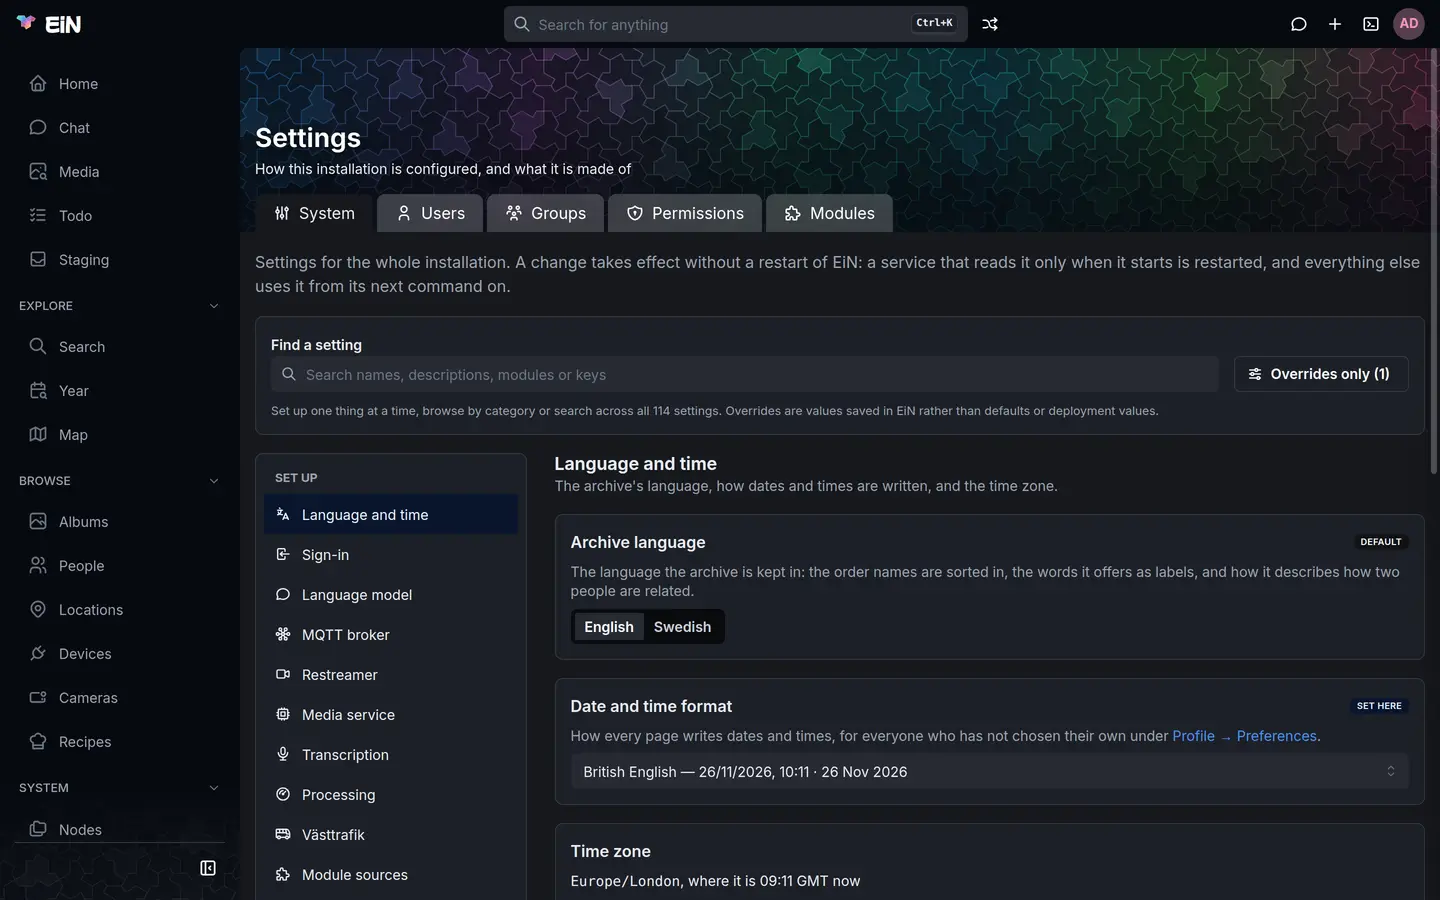 EiN
Search for anything
Ctrl+K
AD
Home
Chat
Media
Todo
Staging
EXPLORE
Search
Year
Map
BROWSE
Albums
People
Locations
Devices
Cameras
Recipes
SYSTEM
Nodes
Settings
How this installation is configured, and what it is made of
System
Users
Groups
Permissions
Modules
Settings for the whole installation. A change takes effect without a restart of EiN: a service that reads it only when it starts is restarted, and everything else
uses it from its next command on.
Find a setting
Search names, descriptions, modules or keys
Overrides only (1)
Set up one thing at a time, browse by category or search across all 114 settings. Overrides are values saved in EiN rather than defaults or deployment values.
SET UP
Language and time
Sign-in
Language model
MQTT broker
Restreamer
Media service
Transcription
Processing
Västtrafik
Module sources
Language and time
The archive's language, how dates and times are written, and the time zone.
Archive language
DEFAULT
The language the archive is kept in: the order names are sorted in, the words it offers as labels, and how it describes how two
people are related.
English
Swedish
Date and time format
SET HERE
How every page writes dates and times, for everyone who has not chosen their own under Profile → Preferences.
British English — 26/11/2026, 10:11 · 26 Nov 2026
Time zone
Europe/London, where it is 09:11 GMT now